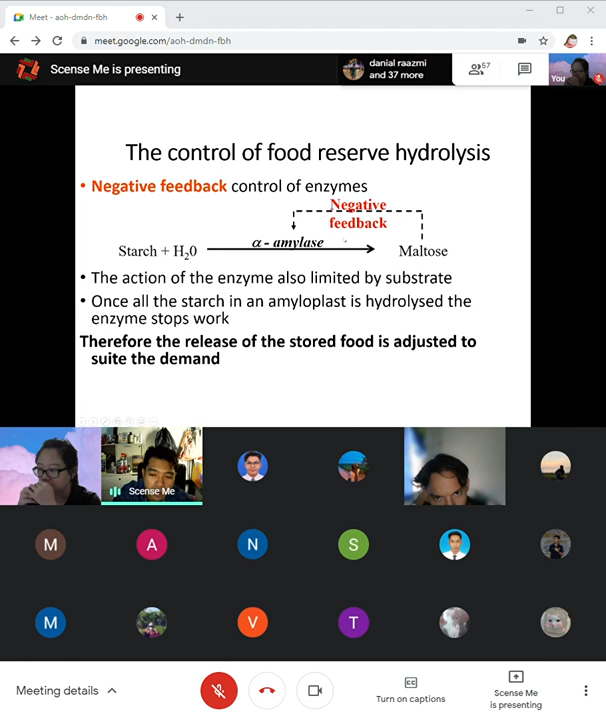 Meet - aoh-dmdn-fbh
meet.google.com/aoh-dmdn-fbh
Scense Me is presenting
danial raazmi
and 37 more
57
You
The control of food reserve hydrolysis
• Negative feedback control of enzymes
Negative
feedback
α - amylase
Starch + H₂0
Maltose
• The action of the enzyme also limited by substrate
• Once all the starch in an amyloplast is hydrolysed the
enzyme stops work
Therefore the release of the stored food is adjusted to
suite the demand
Scense Me
M
A
N
S
M
V
T
Meeting details
CC
Turn on captions
Scense Me
is presenting